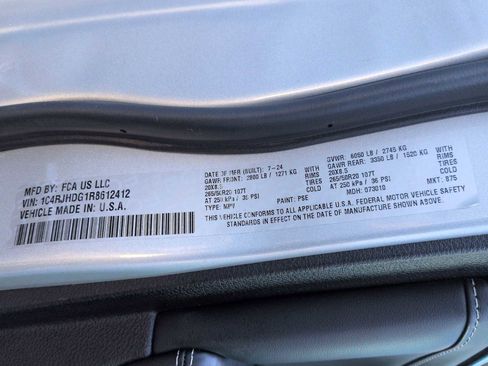 MFD BY: FCA US LLC
VIN: 1C4RJHDG1R8612412
VEHICLE MADE IN: U.S.A.
DATE OF MFR (BUILT): 7-24
GAWR FRONT: 2800 LB / 1271 KG WITH
20X8.5 RIMS
265/50R20 107T TIRES
AT 250 kPa / 36 PSI COLD
TYPE: MPV PAINT: PSE
GVWR: 6050 LB / 2745 KG
GAWR REAR: 3350 LB / 1520 KG WITH
20X8.5 RIMS
265/50R20 107T TIRES
AT 250 kPa / 36 PSI COLD
MDH: 073010 MKT: 875
THIS VEHICLE CONFORMS TO ALL APPLICABLE U.S.A. FEDERAL MOTOR VEHICLE SAFETY
STANDARDS IN EFFECT ON THE DATE OF MANUFACTURE SHOWN ABOVE.